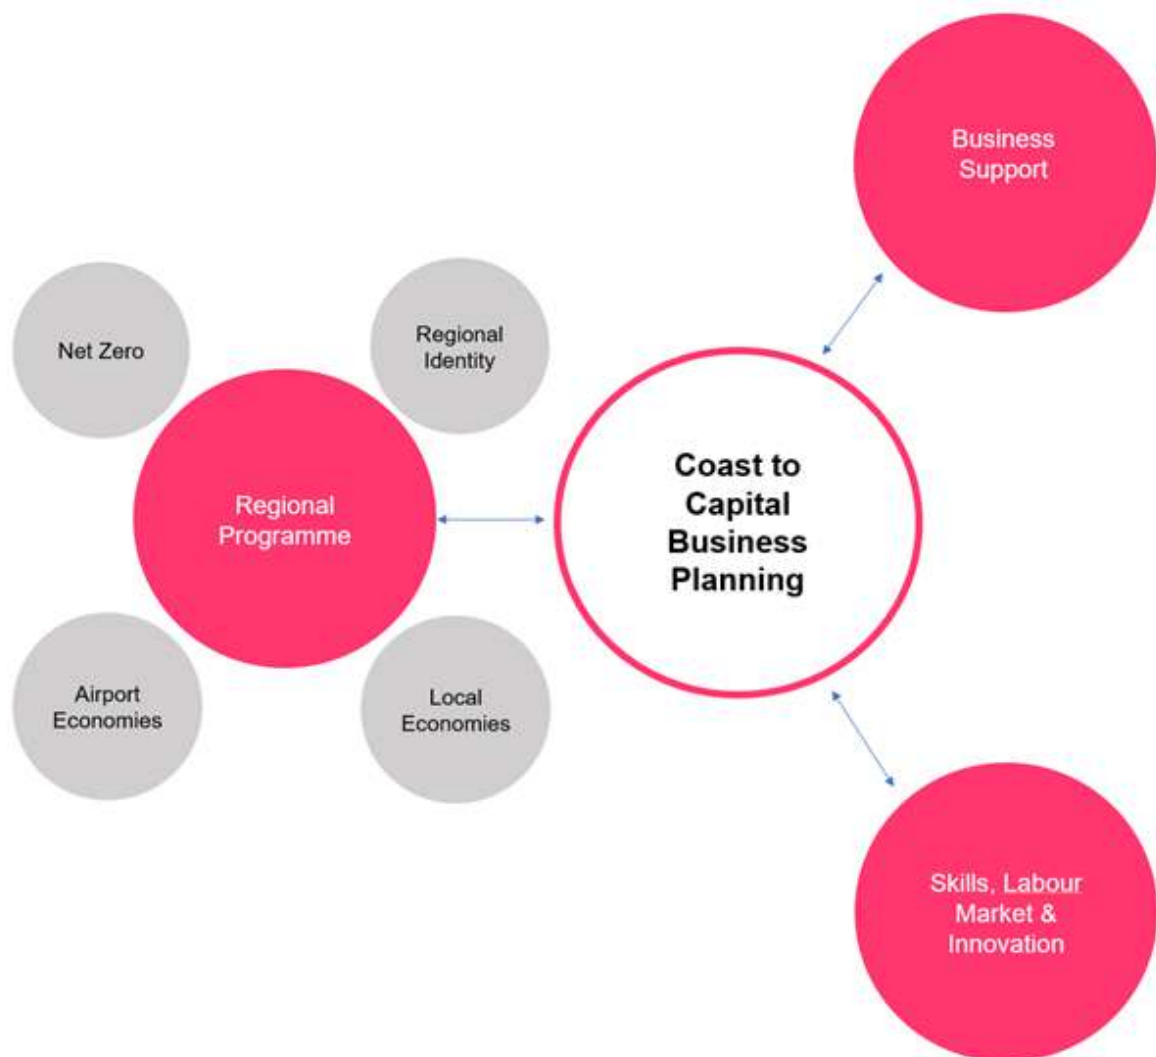 Business
Support
Net Zero
Regional
Identity
Regional
Programme
Coast to
Capital
Business
Planning
Airport
Economies
Local
Economies
Skills, Labour
Market &
Innovation